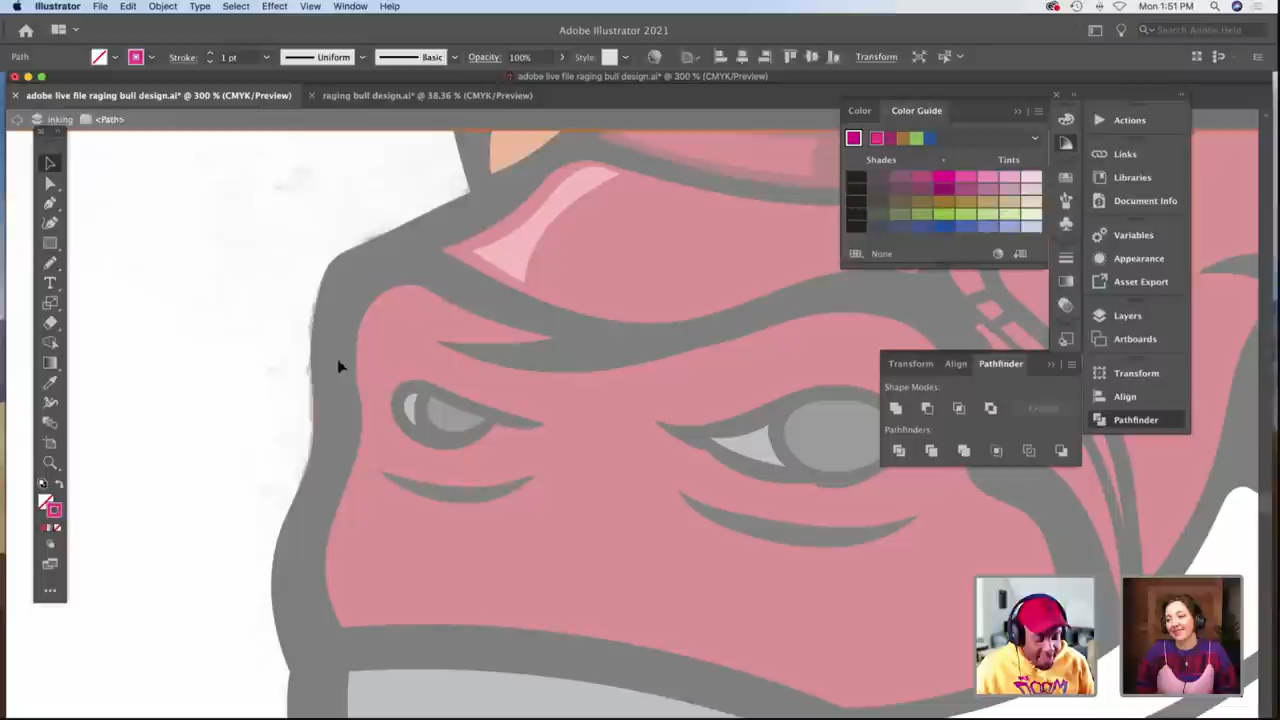 Illustrator File Edit Object Type Select Effect View Window Help Mon 1:51 PM
Adobe Illustrator 2021 Search Adobe Help
Path Stroke: 1 pt Uniform Basic Opacity: 100% Style: Transform
adobe live file raging bull design.ai* @ 300 % (CMYK/Preview)
adobe live file raging bull design.ai* @ 300 % (CMYK/Preview) raging bull design.ai* @ 38.36 % (CMYK/Preview)
inking <Path>
Color Color Guide
Shades Tints
None
Actions
Links
Libraries
Document Info
Variables
Appearance
Asset Export
Layers
Artboards
Transform
Align
Pathfinder
Transform Align Pathfinder
Shape Modes:
Pathfinders:
DOOM